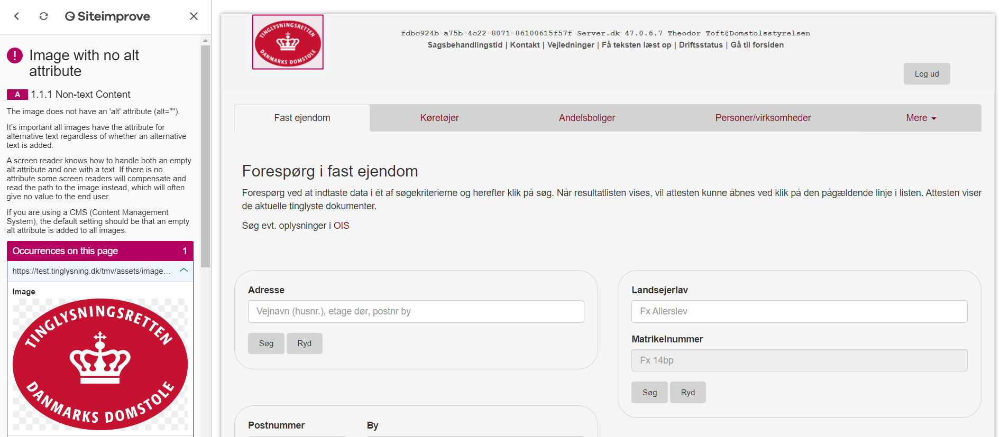 Siteimprove
Image with no alt
attribute
A 1.1.1 Non-text Content
The image does not have an 'alt' attribute (alt="").
It's important all images have the attribute for
alternative text regardless of whether an alternative
text is added.
A screen reader knows how to handle both an empty
alt attribute and one with a text. If there is no
attribute some screen readers will compensate and
read the path to the image instead, which will often
give no value to the end user.
If you are using a CMS (Content Management
System), the default setting should be that an empty
alt attribute is added to all images.
Occurrences on this page 1
https://test.tinglysning.dk/tmv/assets/image...
Image
TINGLYSNINGSRETTEN
DANMARKS DOMSTOLE
TINGLYSNINGSRETTEN
DANMARKS DOMSTOLE
fdbc924b-a75b-4c22-8071-86100615f57f Server.dk 47.0.6.7 Theodor Toft@Domstolsstyrelsen
Sagsbehandlingstid | Kontakt | Vejledninger | Få teksten læst op | Driftsstatus | Gå til forsiden
Log ud
Fast ejendom Køretøjer Andelsboliger Personer/virksomheder Mere
Forespørg i fast ejendom
Forespørg ved at indtaste data i ét af søgekriterierne og herefter klik på søg. Når resultatlisten vises, vil attesten kunne åbnes ved klik på den pågældende linje i listen. Attesten viser
de aktuelle tinglyste dokumenter.
Søg evt. oplysninger i OIS
Adresse
Vejnavn (husnr.), etage dør, postnr by
Søg Ryd
Landsejerlav
Fx Allerslev
Matrikelnummer
Fx 14bp
Søg Ryd
Postnummer By